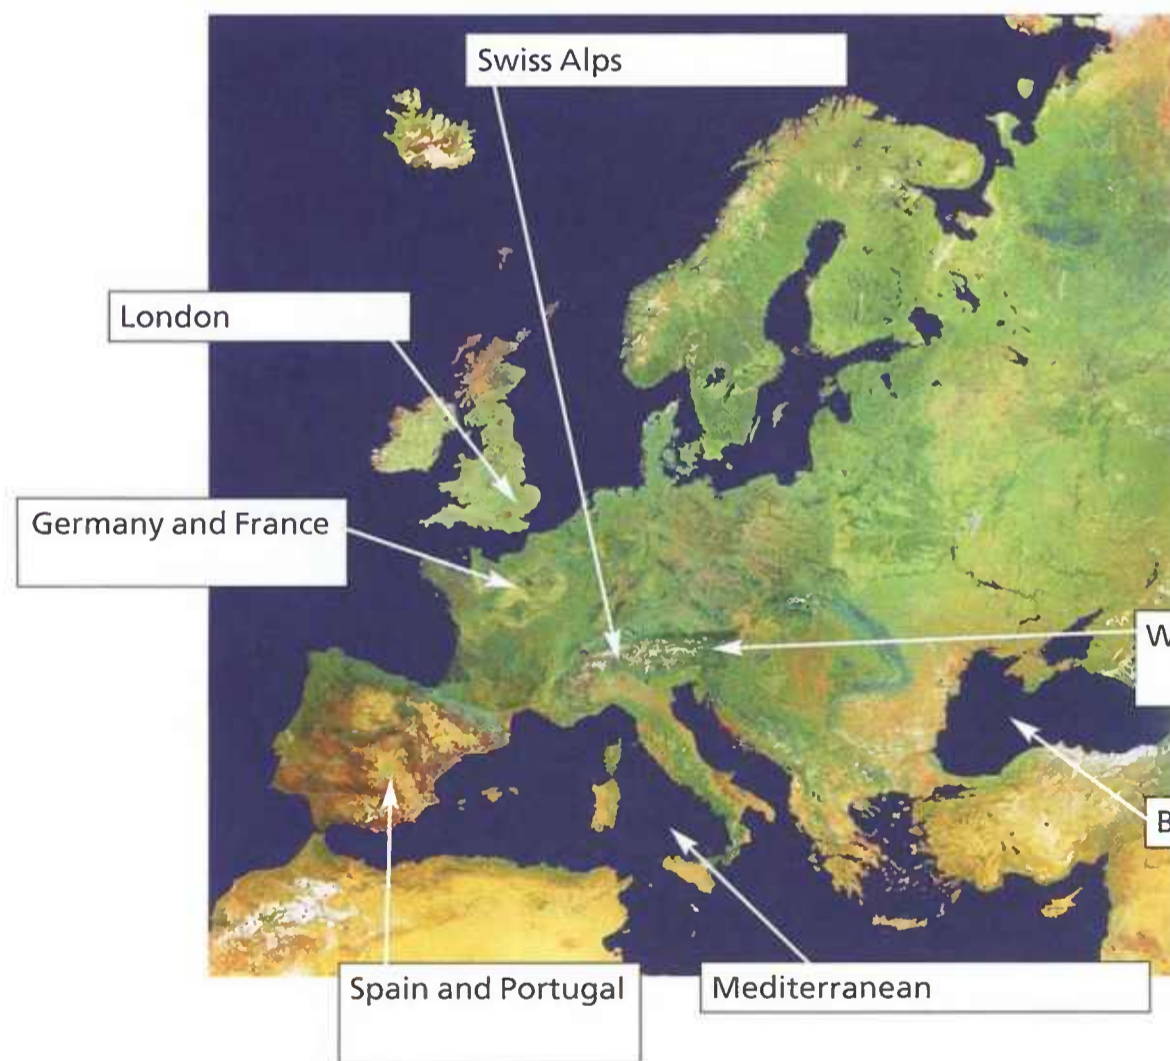 Swiss Alps
London
Germany and France
W
B
Spain and Portugal
Mediterranean